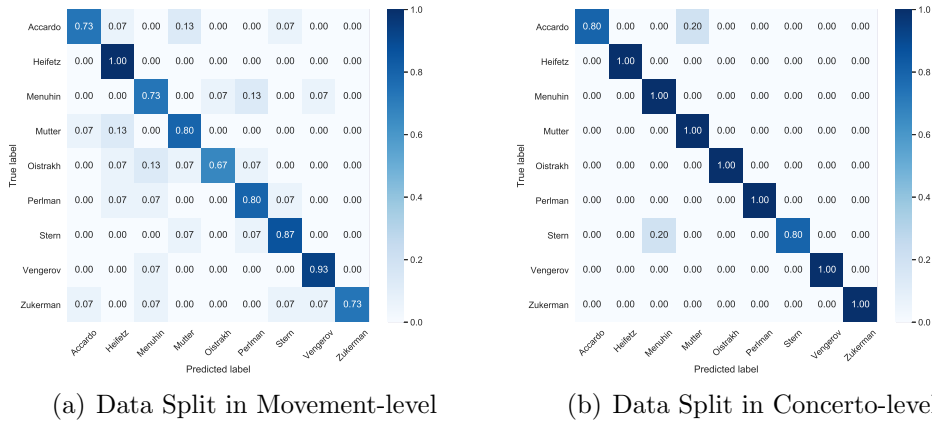 Accardo 0.73 0.07 0.00 0.13 0.00 0.00 0.07 0.00 0.00
Heifetz 0.00 1.00 0.00 0.00 0.00 0.00 0.00 0.00 0.00
Menuhin 0.00 0.00 0.73 0.00 0.07 0.13 0.00 0.07 0.00
Mutter 0.07 0.13 0.00 0.80 0.00 0.00 0.00 0.00 0.00
Oistrakh 0.00 0.07 0.13 0.07 0.67 0.07 0.00 0.00 0.00
Perlman 0.00 0.07 0.07 0.00 0.00 0.80 0.07 0.00 0.00
Stern 0.00 0.00 0.00 0.07 0.00 0.07 0.87 0.00 0.00
Vengerov 0.00 0.00 0.07 0.00 0.00 0.00 0.00 0.93 0.00
Zukerman 0.07 0.00 0.07 0.00 0.00 0.00 0.07 0.07 0.73
True label
Accardo Heifetz Menuhin Mutter Oistrakh Perlman Stern Vengerov Zukerman
Predicted label
1.0
0.8
0.6
0.4
0.2
0.0
(a) Data Split in Movement-level
Accardo 0.80 0.00 0.00 0.20 0.00 0.00 0.00 0.00 0.00
Heifetz 0.00 1.00 0.00 0.00 0.00 0.00 0.00 0.00 0.00
Menuhin 0.00 0.00 1.00 0.00 0.00 0.00 0.00 0.00 0.00
Mutter 0.00 0.00 0.00 1.00 0.00 0.00 0.00 0.00 0.00
Oistrakh 0.00 0.00 0.00 0.00 1.00 0.00 0.00 0.00 0.00
Perlman 0.00 0.00 0.00 0.00 0.00 1.00 0.00 0.00 0.00
Stern 0.00 0.00 0.20 0.00 0.00 0.00 0.80 0.00 0.00
Vengerov 0.00 0.00 0.00 0.00 0.00 0.00 0.00 1.00 0.00
Zukerman 0.00 0.00 0.00 0.00 0.00 0.00 0.00 0.00 1.00
True label
Accardo Heifetz Menuhin Mutter Oistrakh Perlman Stern Vengerov Zukerman
Predicted label
1.0
0.8
0.6
0.4
0.2
0.0
(b) Data Split in Concerto-level